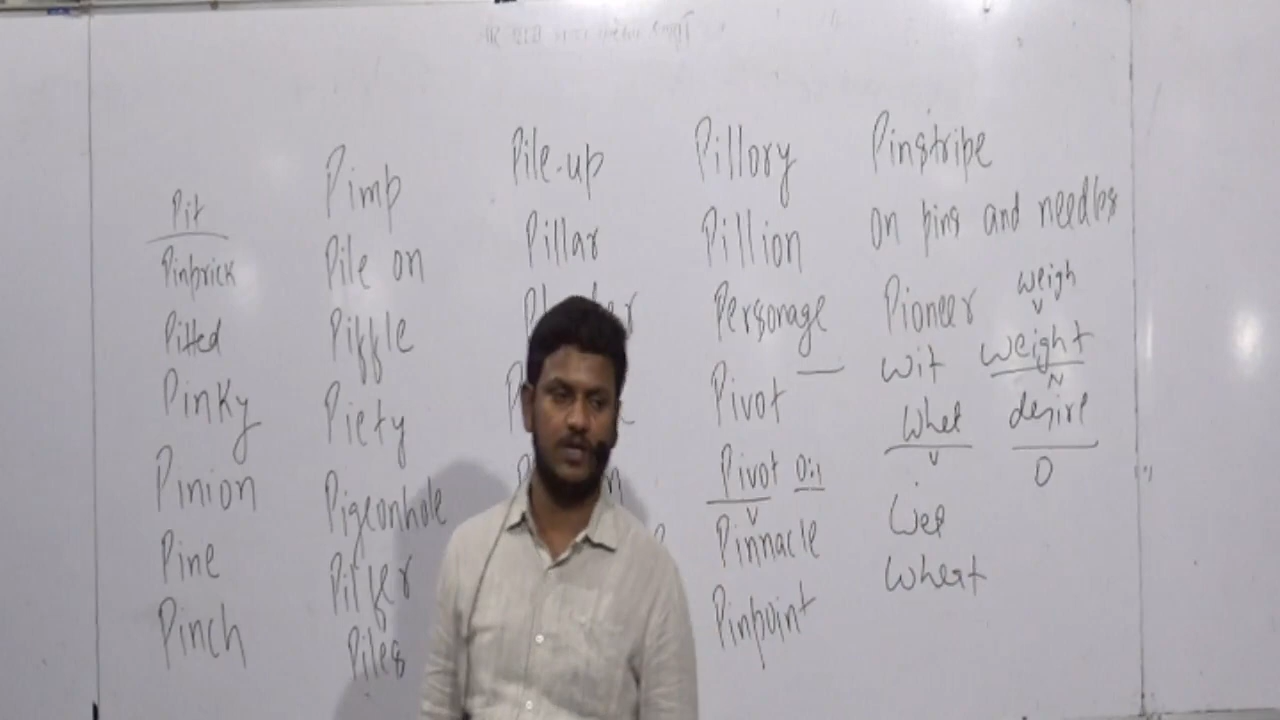 Pit
Pinprick
Pitted
Pinky
Pinion
Pine
Pinch
Pimp
Pile on
Piffle
Piety
Pigeonhole
Pilfer
Piles
Pile-up
Pillar
Pillory
Pillion
Personage
Pivot
Pivot on
V
Pinnacle
Pinpoint
Pinstripe
on pins and needles
Pioneer
weigh
V
wit weight
N
whet desire
V O
Wet
Wheat